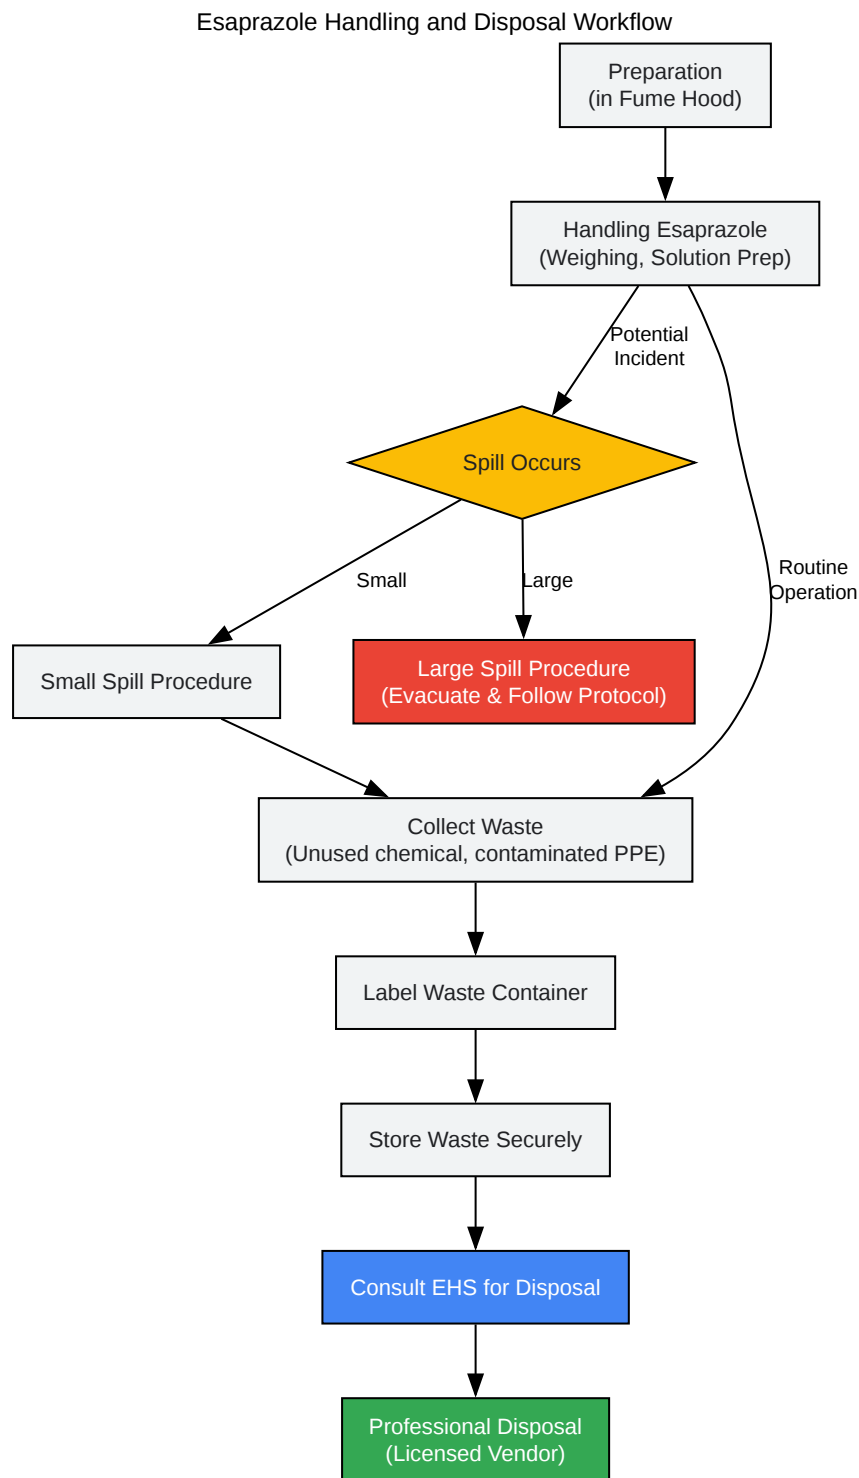 Esaprazole Handling and Disposal Workflow
Preparation
(in Fume Hood)
Handling Esaprazole
(Weighing, Solution Prep)
Potential
Incident
Spill Occurs
Small
Large
Routine
Operation
Small Spill Procedure
Large Spill Procedure
(Evacuate & Follow Protocol)
Collect Waste
(Unused chemical, contaminated PPE)
Label Waste Container
Store Waste Securely
Consult EHS for Disposal
Professional Disposal
(Licensed Vendor)